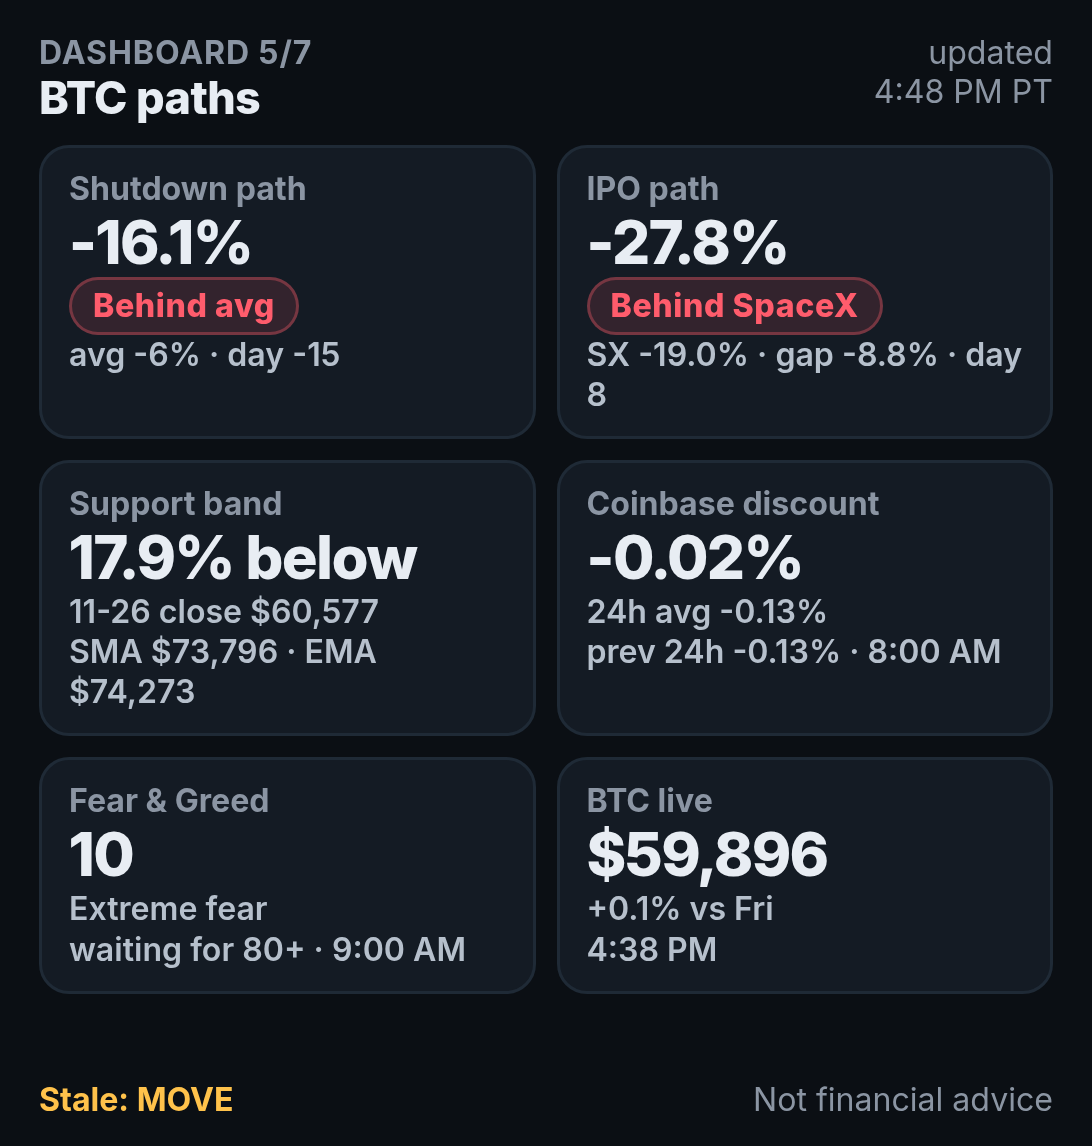 DASHBOARD 5/7
BTC paths
updated
4:48 PM PT
Shutdown path
-16.1%
Behind avg
avg -6% · day -15
IPO path
-27.8%
Behind SpaceX
SX -19.0% · gap -8.8% · day
8
Support band
17.9% below
11-26 close $60,577
SMA $73,796 · EMA
$74,273
Coinbase discount
-0.02%
24h avg -0.13%
prev 24h -0.13% · 8:00 AM
Fear & Greed
10
Extreme fear
waiting for 80+ · 9:00 AM
BTC live
$59,896
+0.1% vs Fri
4:38 PM
Stale: MOVE
Not financial advice